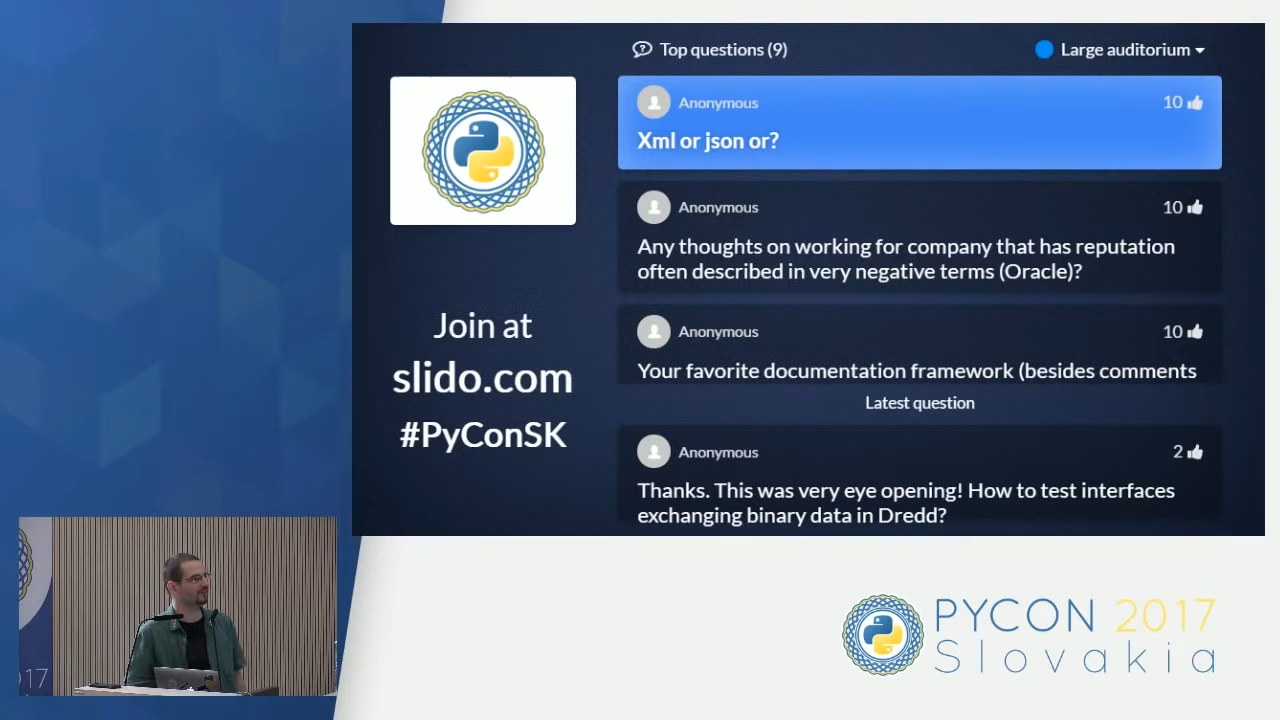 Top questions (9)
Large auditorium
Anonymous
10
Xml or json or?
Anonymous
10
Any thoughts on working for company that has reputation
often described in very negative terms (Oracle)?
Anonymous
10
Your favorite documentation framework (besides comments
Latest question
Anonymous
2
Thanks. This was very eye opening! How to test interfaces
exchanging binary data in Dredd?
Join at
slido.com
#PyConSK
17
PYCON 2017
Slovakia